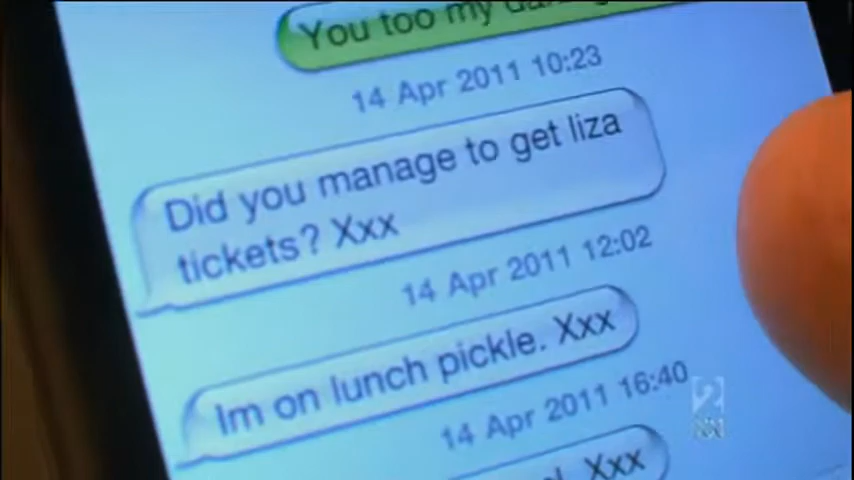 You too my
14 Apr 2011 10:23
Did you manage to get liza
tickets? Xxx
14 Apr 2011 12:02
Im on lunch pickle. Xxx
14 Apr 2011 16:40
Xxx
2